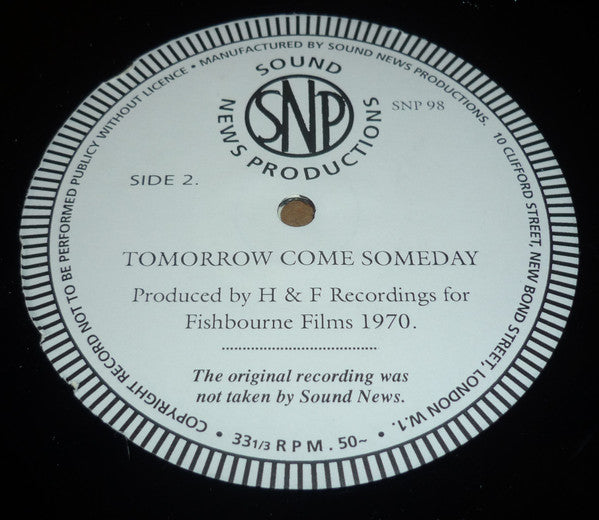 SOUND
NEWS PRODUCTIONS
SNP
SNP 98
SIDE 2.
TOMORROW COME SOMEDAY
Produced by H & F Recordings for
Fishbourne Films 1970.
The original recording was
not taken by Sound News.
COPYRIGHT RECORD NOT TO BE PERFORMED PUBLICLY WITHOUT LICENCE • MANUFACTURED BY SOUND NEWS PRODUCTIONS. 10 CLIFFORD STREET, NEW BOND STREET, LONDON W.1. •
33 1/3 R P M . 50~ •